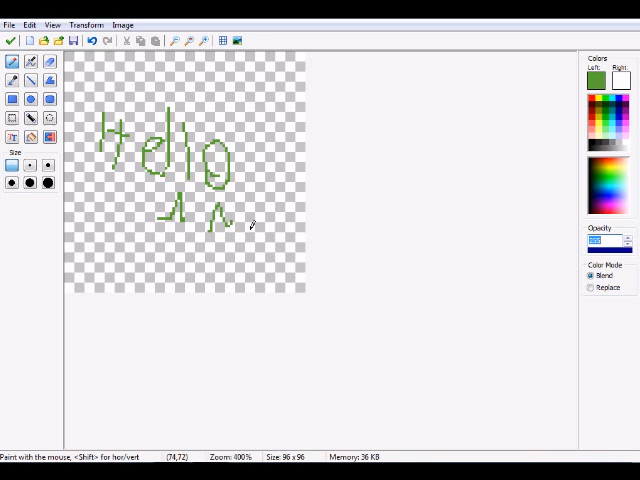 File Edit View Transform Image
Hello
Size
Colors
Left: Right:
Opacity
255
Color Mode
Blend
Replace
Paint with the mouse, <Shift> for hor/vert (74,72) Zoom: 400% Size: 96 x 96 Memory: 36 KB